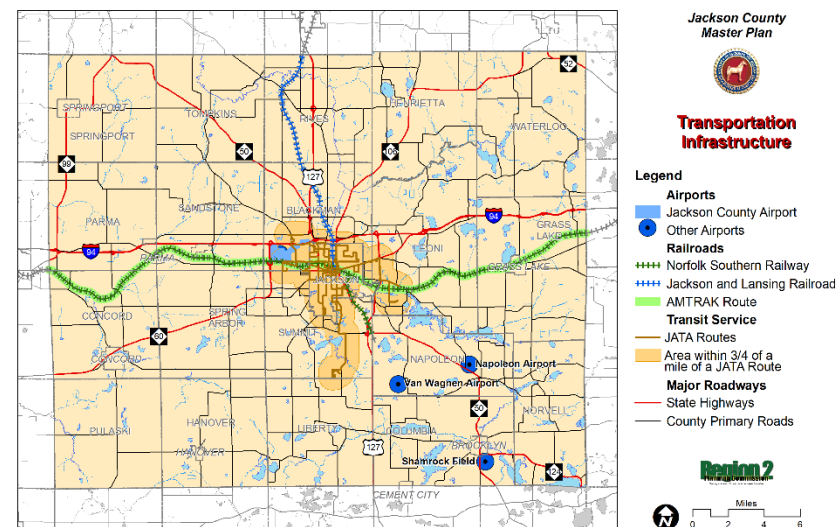 Jackson County
Master Plan
Transportation
Infrastructure
Legend
Airports
Jackson County Airport
Other Airports
Railroads
Norfolk Southern Railway
Jackson and Lansing Railroad
AMTRAK Route
Transit Service
JATA Routes
Area within 3/4 of a
mile of a JATA Route
Major Roadways
State Highways
County Primary Roads
Region 2
Miles
0 2 4 6
N
52
SPRINGPORT
HENRIETTA
TOMPKINS
RIVES
WATERLOO
SPRINGPORT
50
106
99
127
SANDSTONE
BLACKMAN
PARMA
94
GRASS
LAKE
LEONI
94
PARMA
GRASS LAKE
JACKSON
CONCORD
SPRING
ARBOR
SUMMIT
60
CONCORD
NAPOLEON
Napoleon Airport
Van Wagnen Airport
50
NORVELL
HANOVER
PULASKI
LIBERTY
COLUMBIA
127
BROOKLYN
HANOVER
Shamrock Field
124
CEMENT CITY